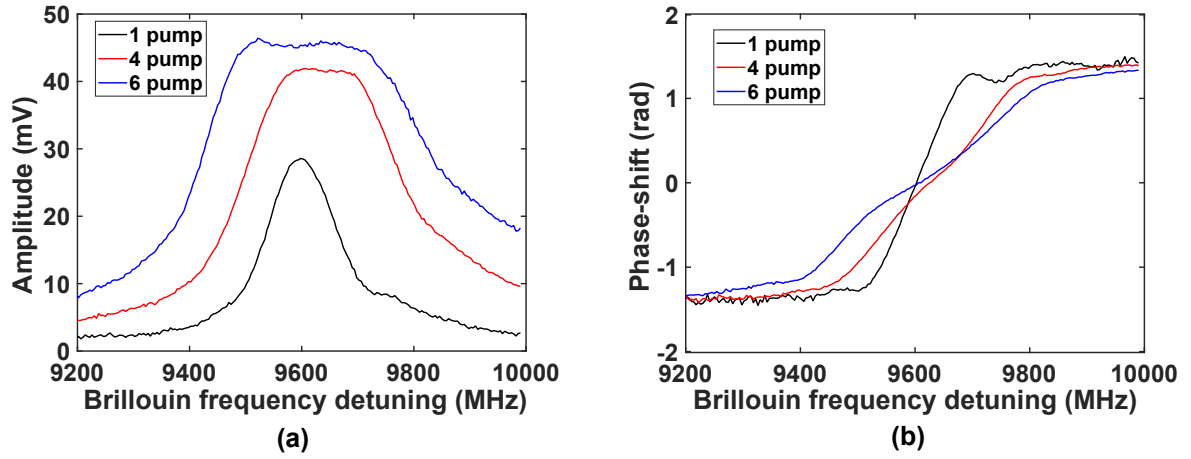 (a)
50
40
30
20
10
0
Amplitude (mV)
1 pump
4 pump
6 pump
9200 9400 9600 9800 10000
Brillouin frequency detuning (MHz)
(a)
(b)
2
1
0
-1
-2
Phase-shift (rad)
1 pump
4 pump
6 pump
9200 9400 9600 9800 10000
Brillouin frequency detuning (MHz)
(b)